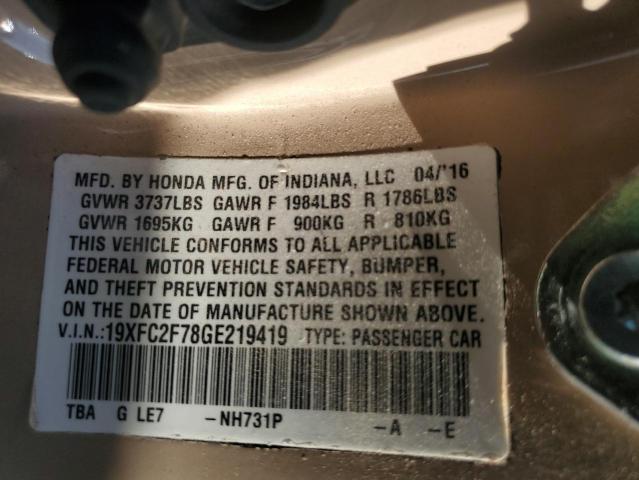 MFD. BY HONDA MFG. OF INDIANA, LLC 04/'16
GVWR 3737LBS GAWR F 1984LBS R 1786LBS
GVWR 1695KG GAWR F 900KG R 810KG
THIS VEHICLE CONFORMS TO ALL APPLICABLE
FEDERAL MOTOR VEHICLE SAFETY, BUMPER,
AND THEFT PREVENTION STANDARDS IN EFFECT
ON THE DATE OF MANUFACTURE SHOWN ABOVE.
V.I.N.:19XFC2F78GE219419 TYPE: PASSENGER CAR
TBA G LE7 -NH731P -A -E